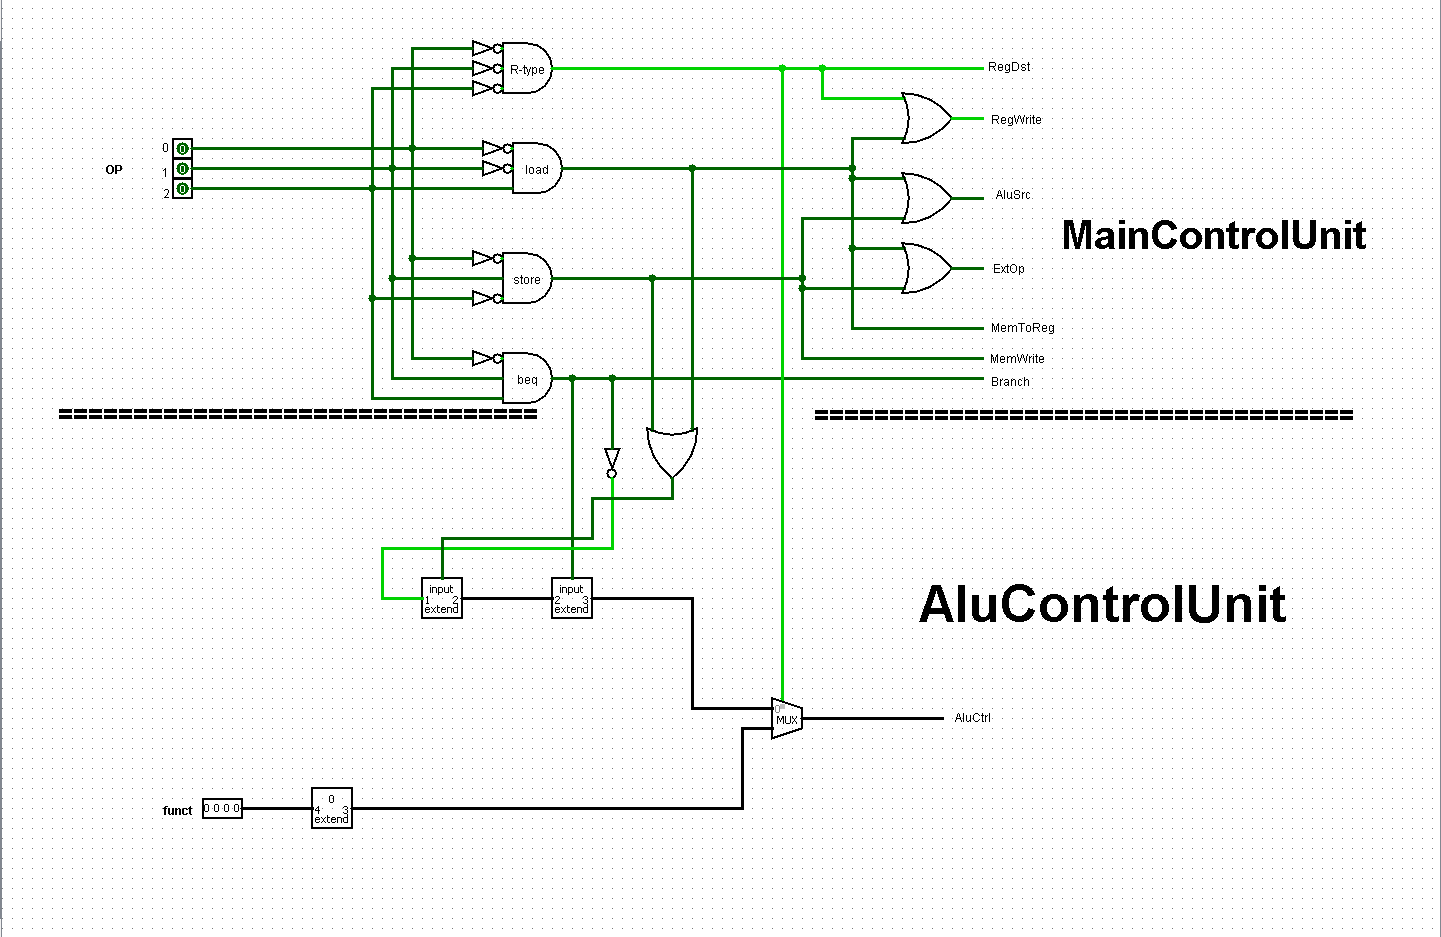 R-type
RegDst
RegWrite
OP
0
0
1
0
2
0
load
AluSrc
MainControlUnit
store
ExtOp
MemToReg
MemWrite
beq
Branch
input
1 2
extend
input
2 3
extend
AluControlUnit
0
MUX
AluCtrl
funct
0 0 0 0
0
4 3
extend